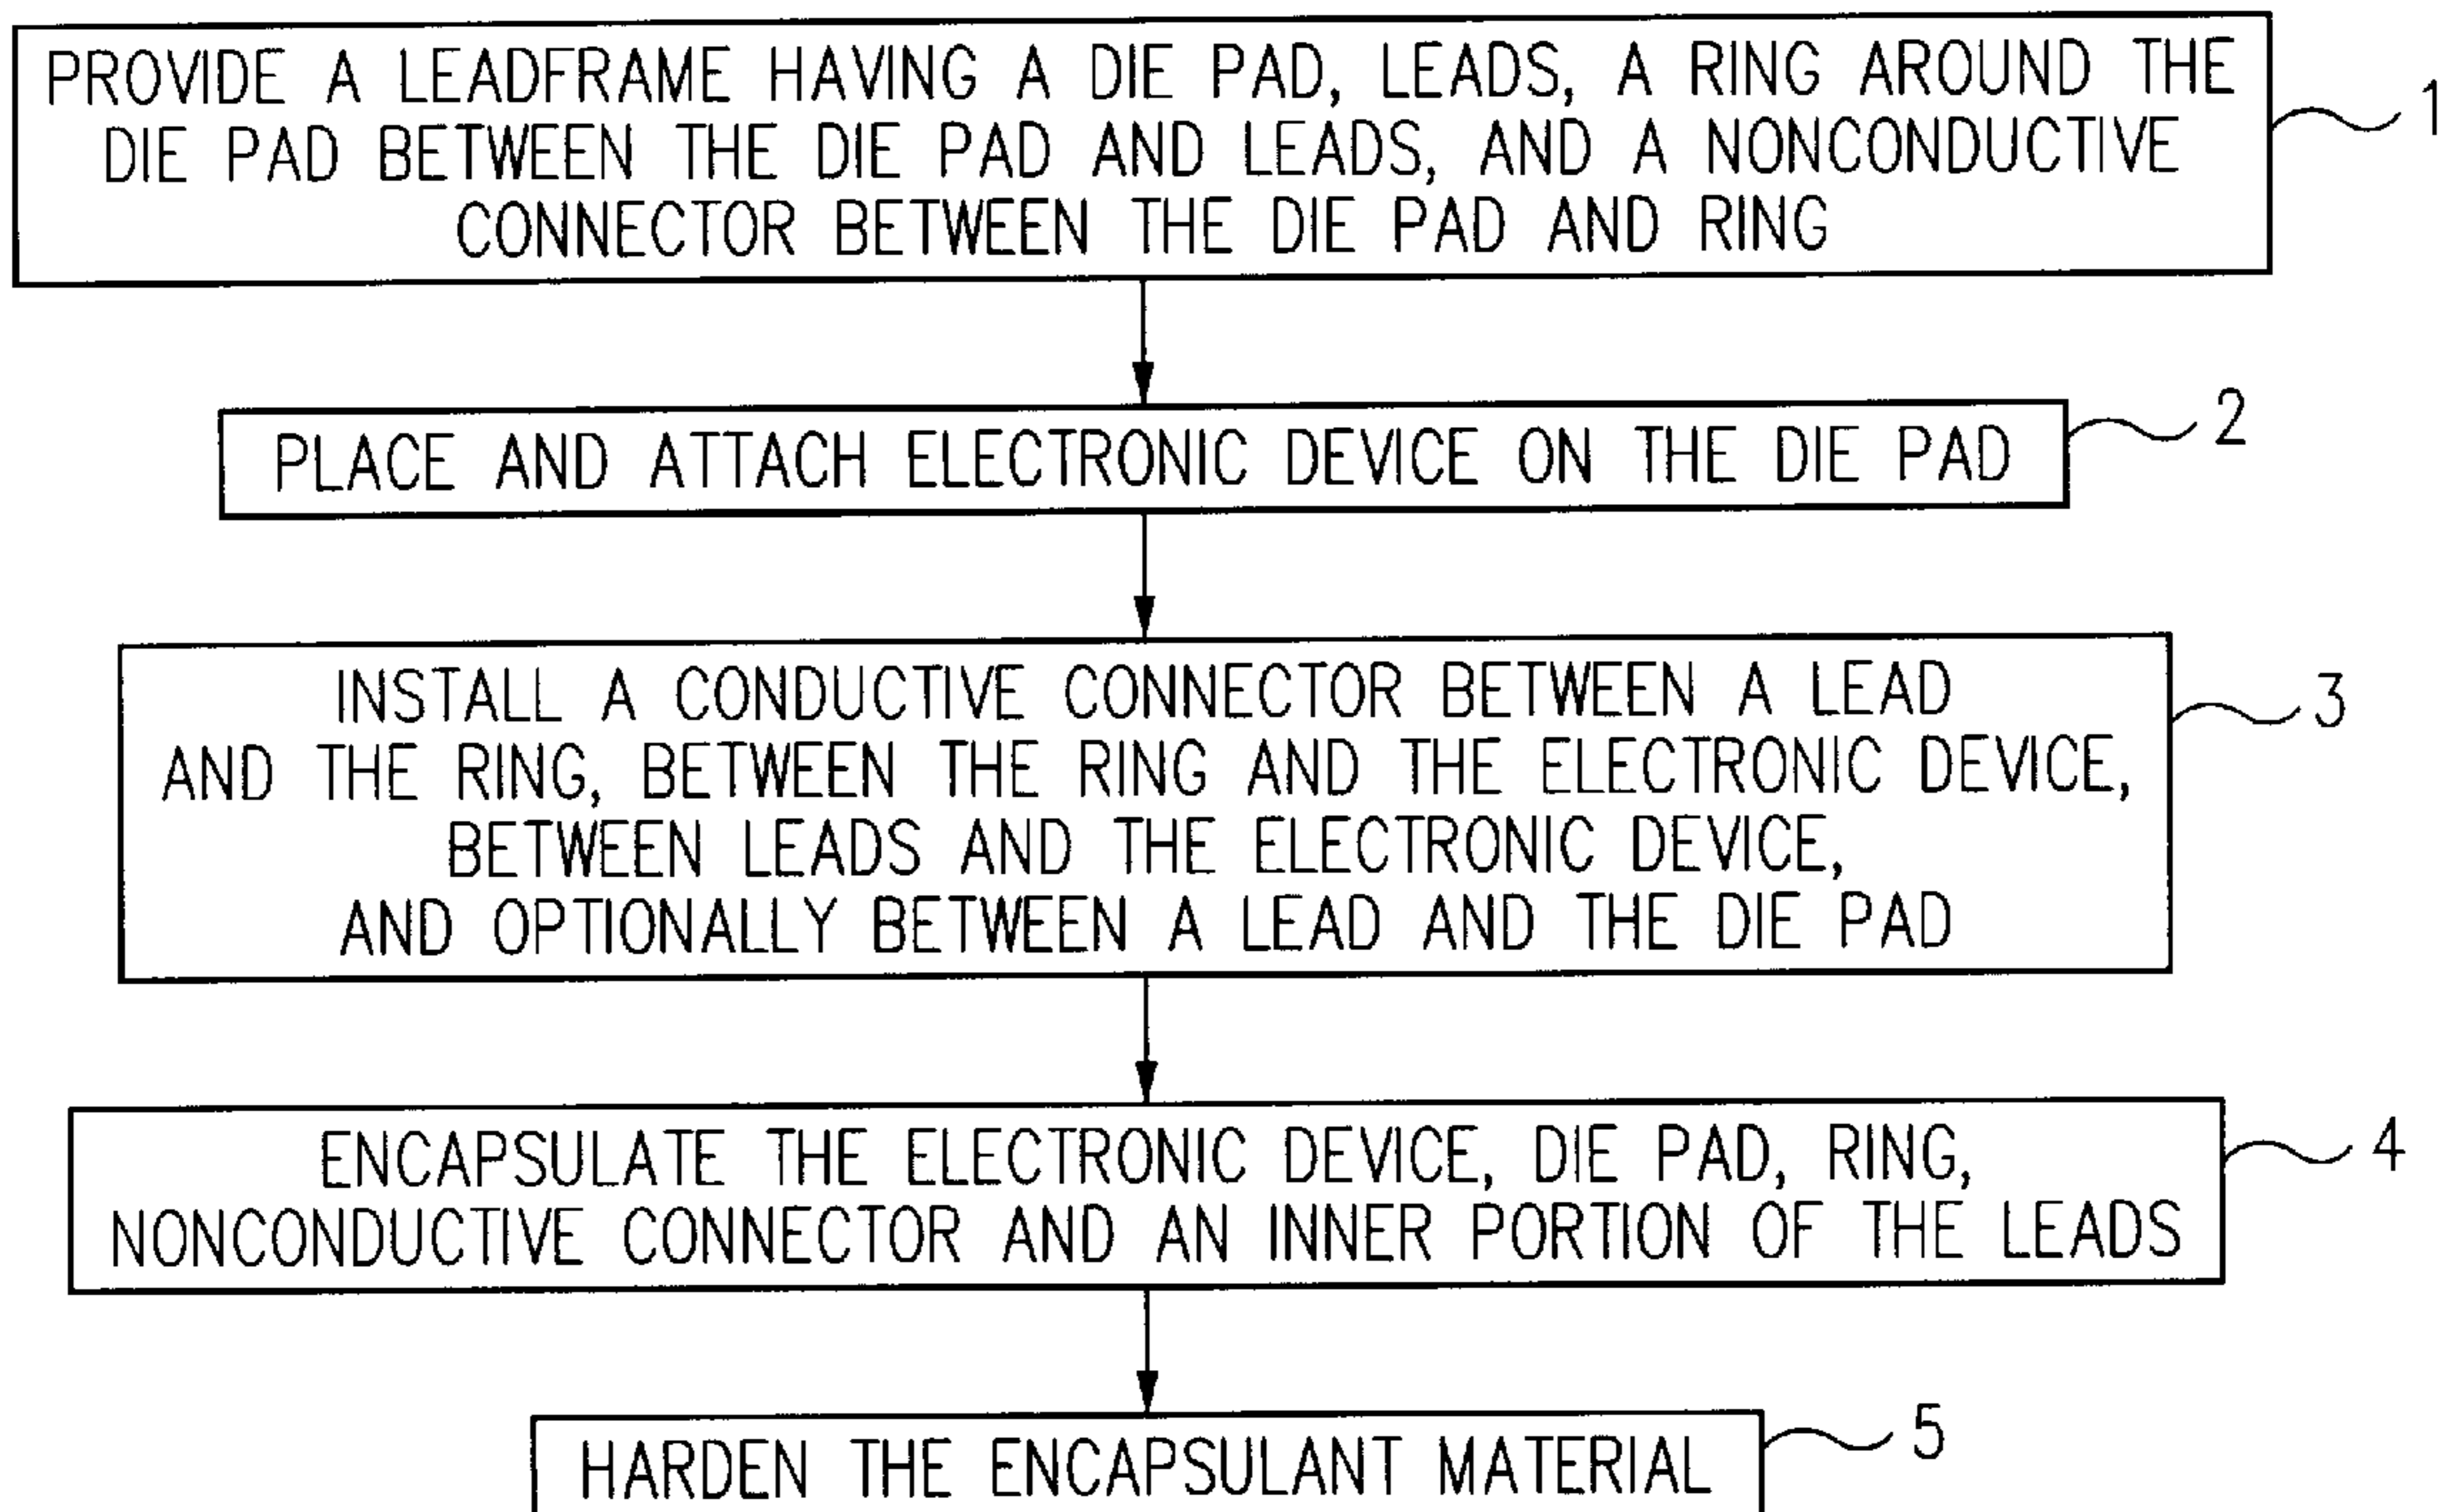 PROVIDE A LEADFRAME HAVING A DIE PAD, LEADS, A RING AROUND THE
DIE PAD BETWEEN THE DIE PAD AND LEADS, AND A NONCONDUCTIVE
CONNECTOR BETWEEN THE DIE PAD AND RING
1
PLACE AND ATTACH ELECTRONIC DEVICE ON THE DIE PAD
2
INSTALL A CONDUCTIVE CONNECTOR BETWEEN A LEAD
AND THE RING, BETWEEN THE RING AND THE ELECTRONIC DEVICE,
BETWEEN LEADS AND THE ELECTRONIC DEVICE,
AND OPTIONALLY BETWEEN A LEAD AND THE DIE PAD
3
ENCAPSULATE THE ELECTRONIC DEVICE, DIE PAD, RING,
NONCONDUCTIVE CONNECTOR AND AN INNER PORTION OF THE LEADS
4
HARDEN THE ENCAPSULANT MATERIAL
5